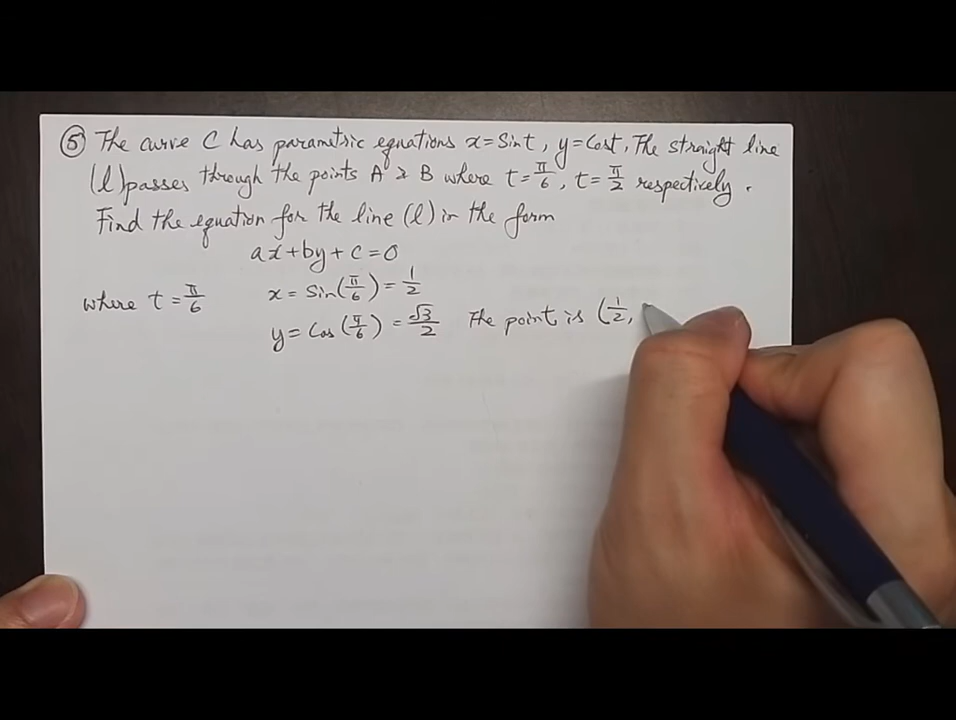 ⑤ The curve C has parametric equations x=Sint, y=Cost, The straight line
(l) passes through the points A & B where t=π/6, t=π/2 respectively.
Find the equation for the line (l) in the form
ax+by+c=0
where t=π/6 x=Sin(π/6)=1/2
y=Cos(π/6)=√3/2 The point is (1/2,